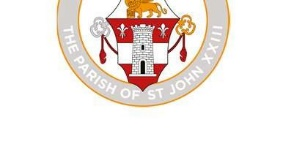 THE PARISH OF ST JOHN XXIII